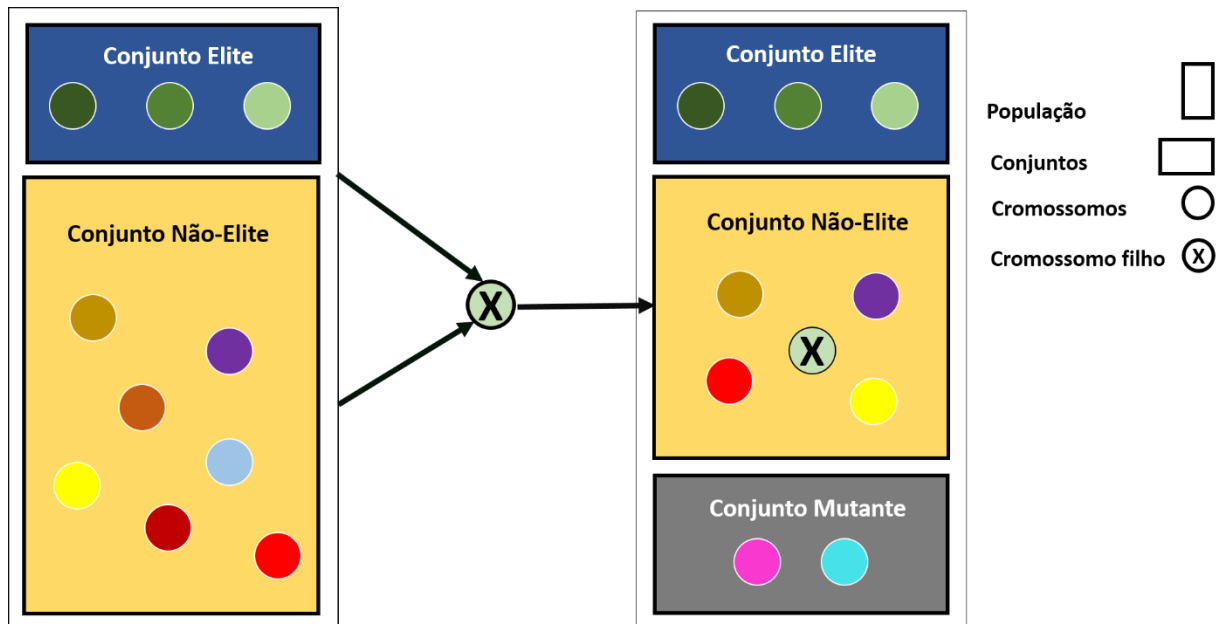 Conjunto Elite
Conjunto Não-Elite
X
Conjunto Elite
Conjunto Não-Elite
X
Conjunto Mutante
População
Conjuntos
Cromossomos
Cromossomo filho
X